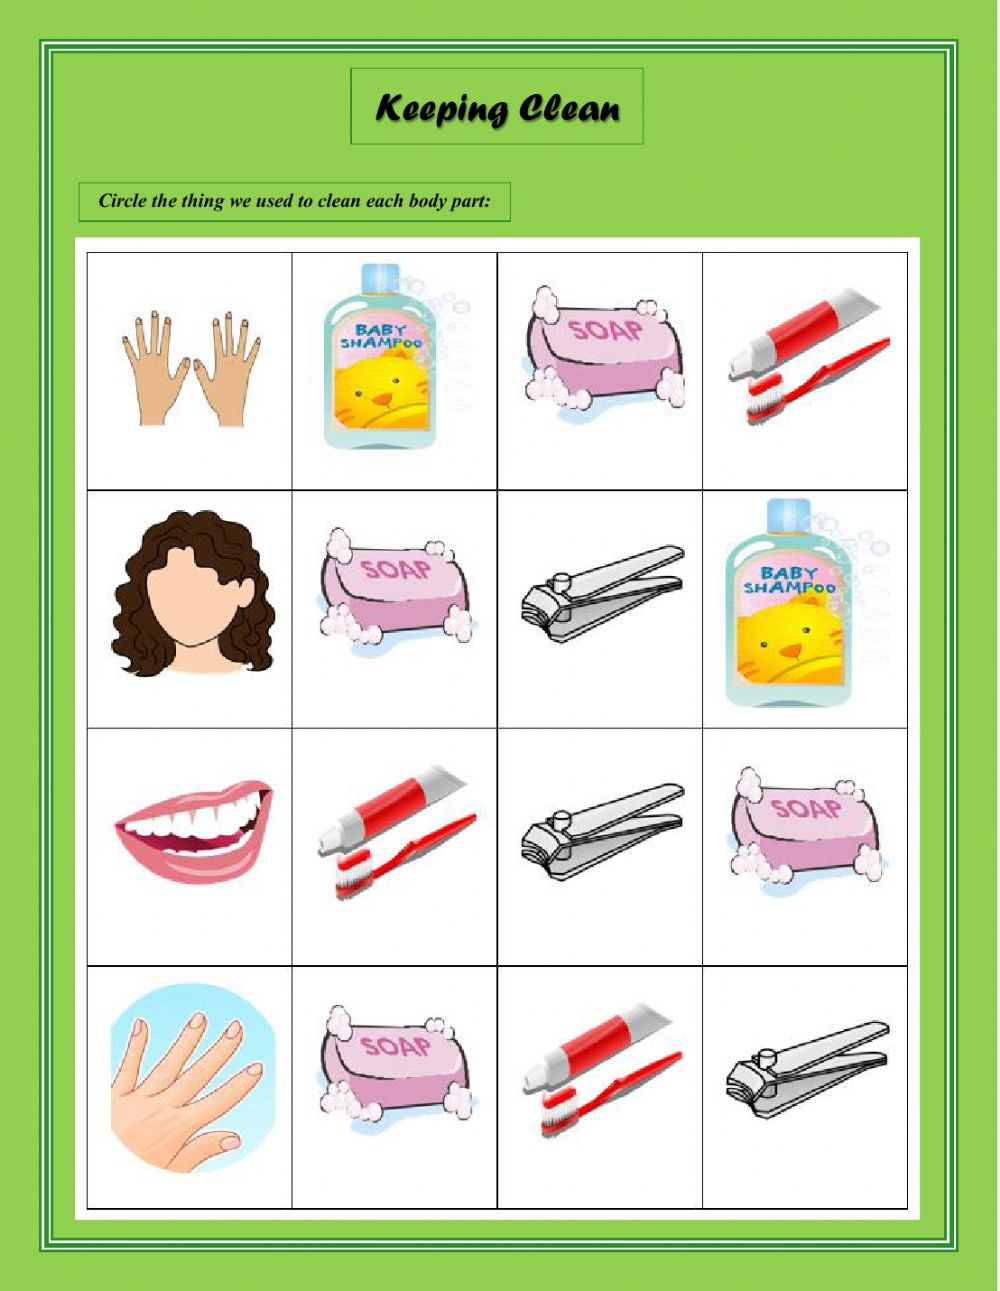 Keeping Clean
Circle the thing we used to clean each body part:
BABY
SHAMPOO
SOAP
SOAP
BABY
SHAMPOO
SOAP
SOAP